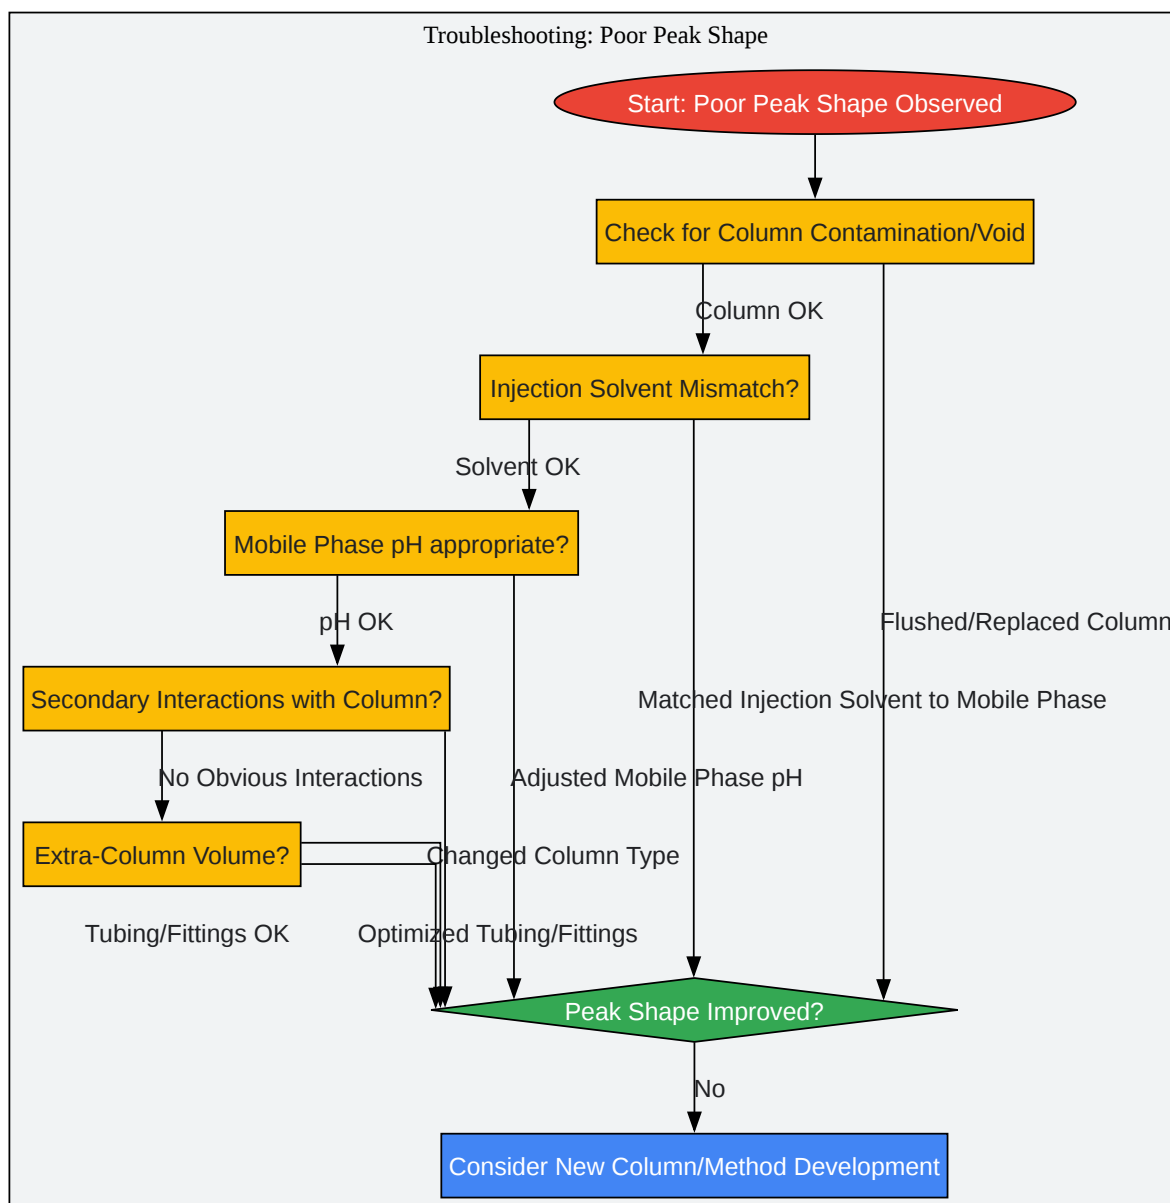 Troubleshooting: Poor Peak Shape
Start: Poor Peak Shape Observed
Check for Column Contamination/Void
Column OK
Injection Solvent Mismatch?
Solvent OK
Mobile Phase pH appropriate?
pH OK
Flushed/Replaced Column
Secondary Interactions with Column?
Matched Injection Solvent to Mobile Phase
No Obvious Interactions
Adjusted Mobile Phase pH
Extra-Column Volume?
Changed Column Type
Tubing/Fittings OK
Optimized Tubing/Fittings
Peak Shape Improved?
No
Consider New Column/Method Development